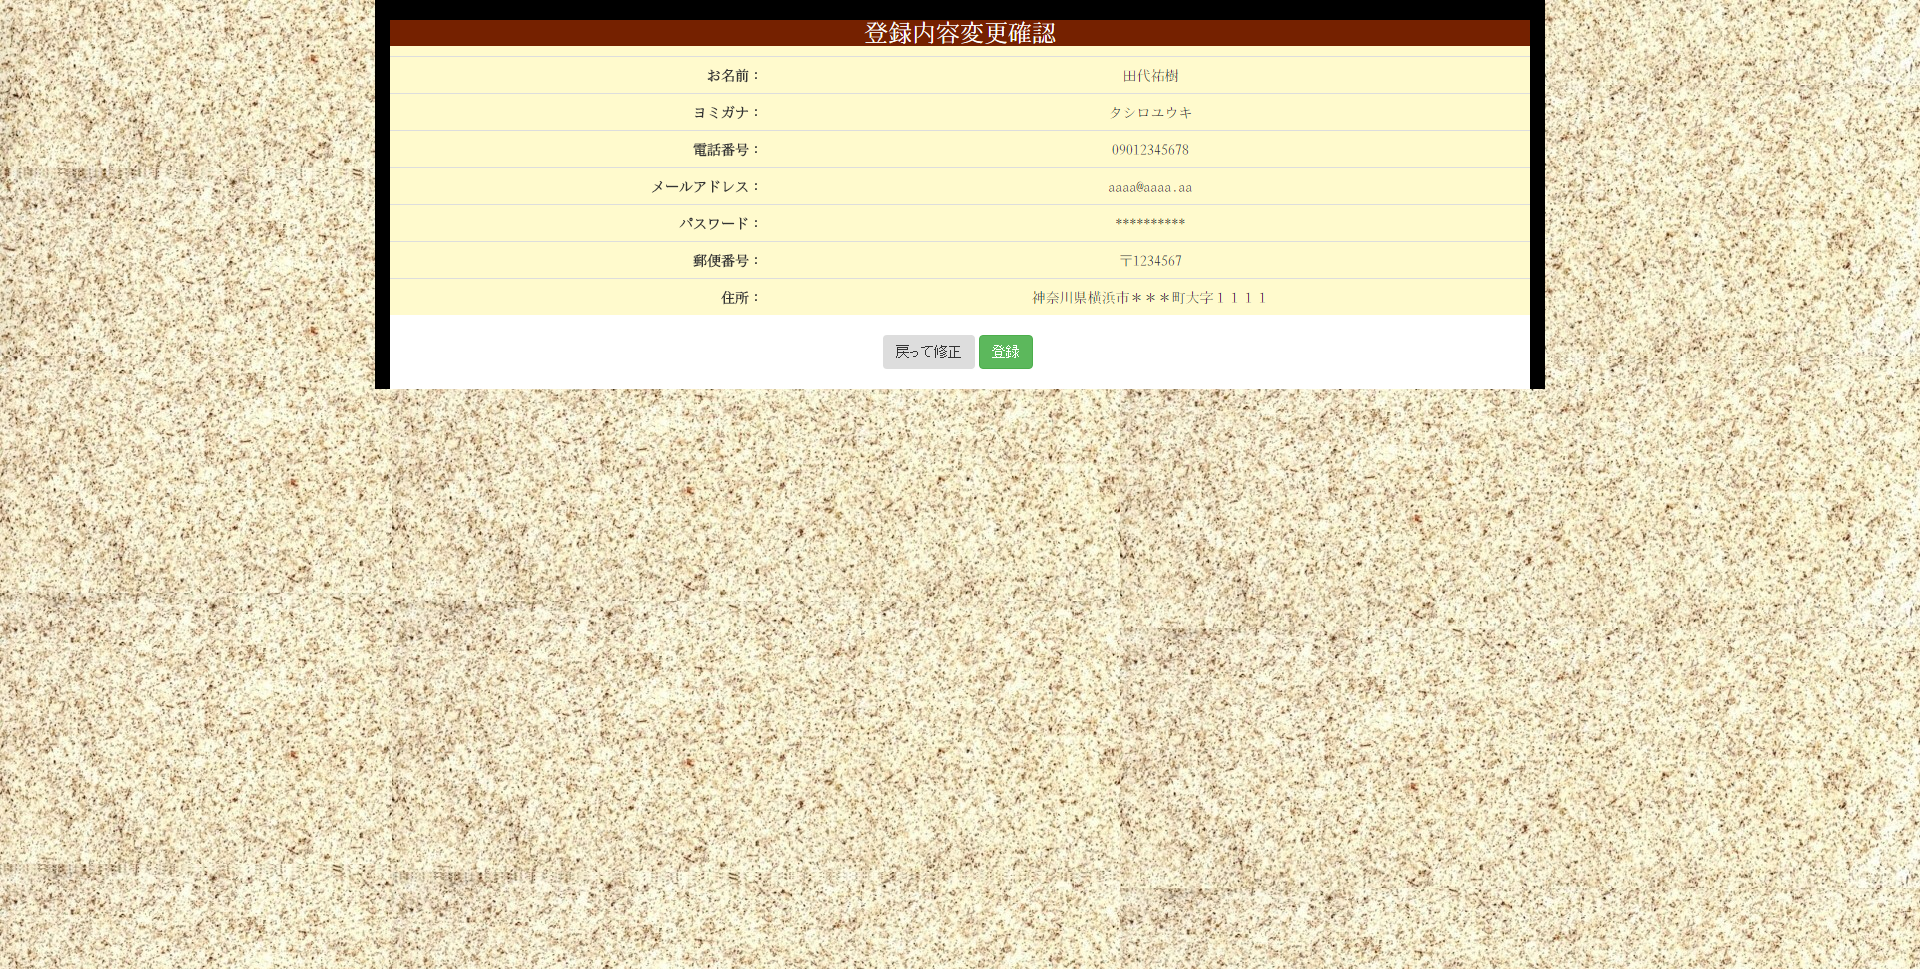 登録内容変更確認
お名前： 田代祐樹
ヨミガナ： タシロユウキ
電話番号： 09012345678
メールアドレス： aaaa@aaaa.aa
パスワード： **********
郵便番号： 〒1234567
住所： 神奈川県横浜市＊＊＊町大字１１１１
戻って修正 登録